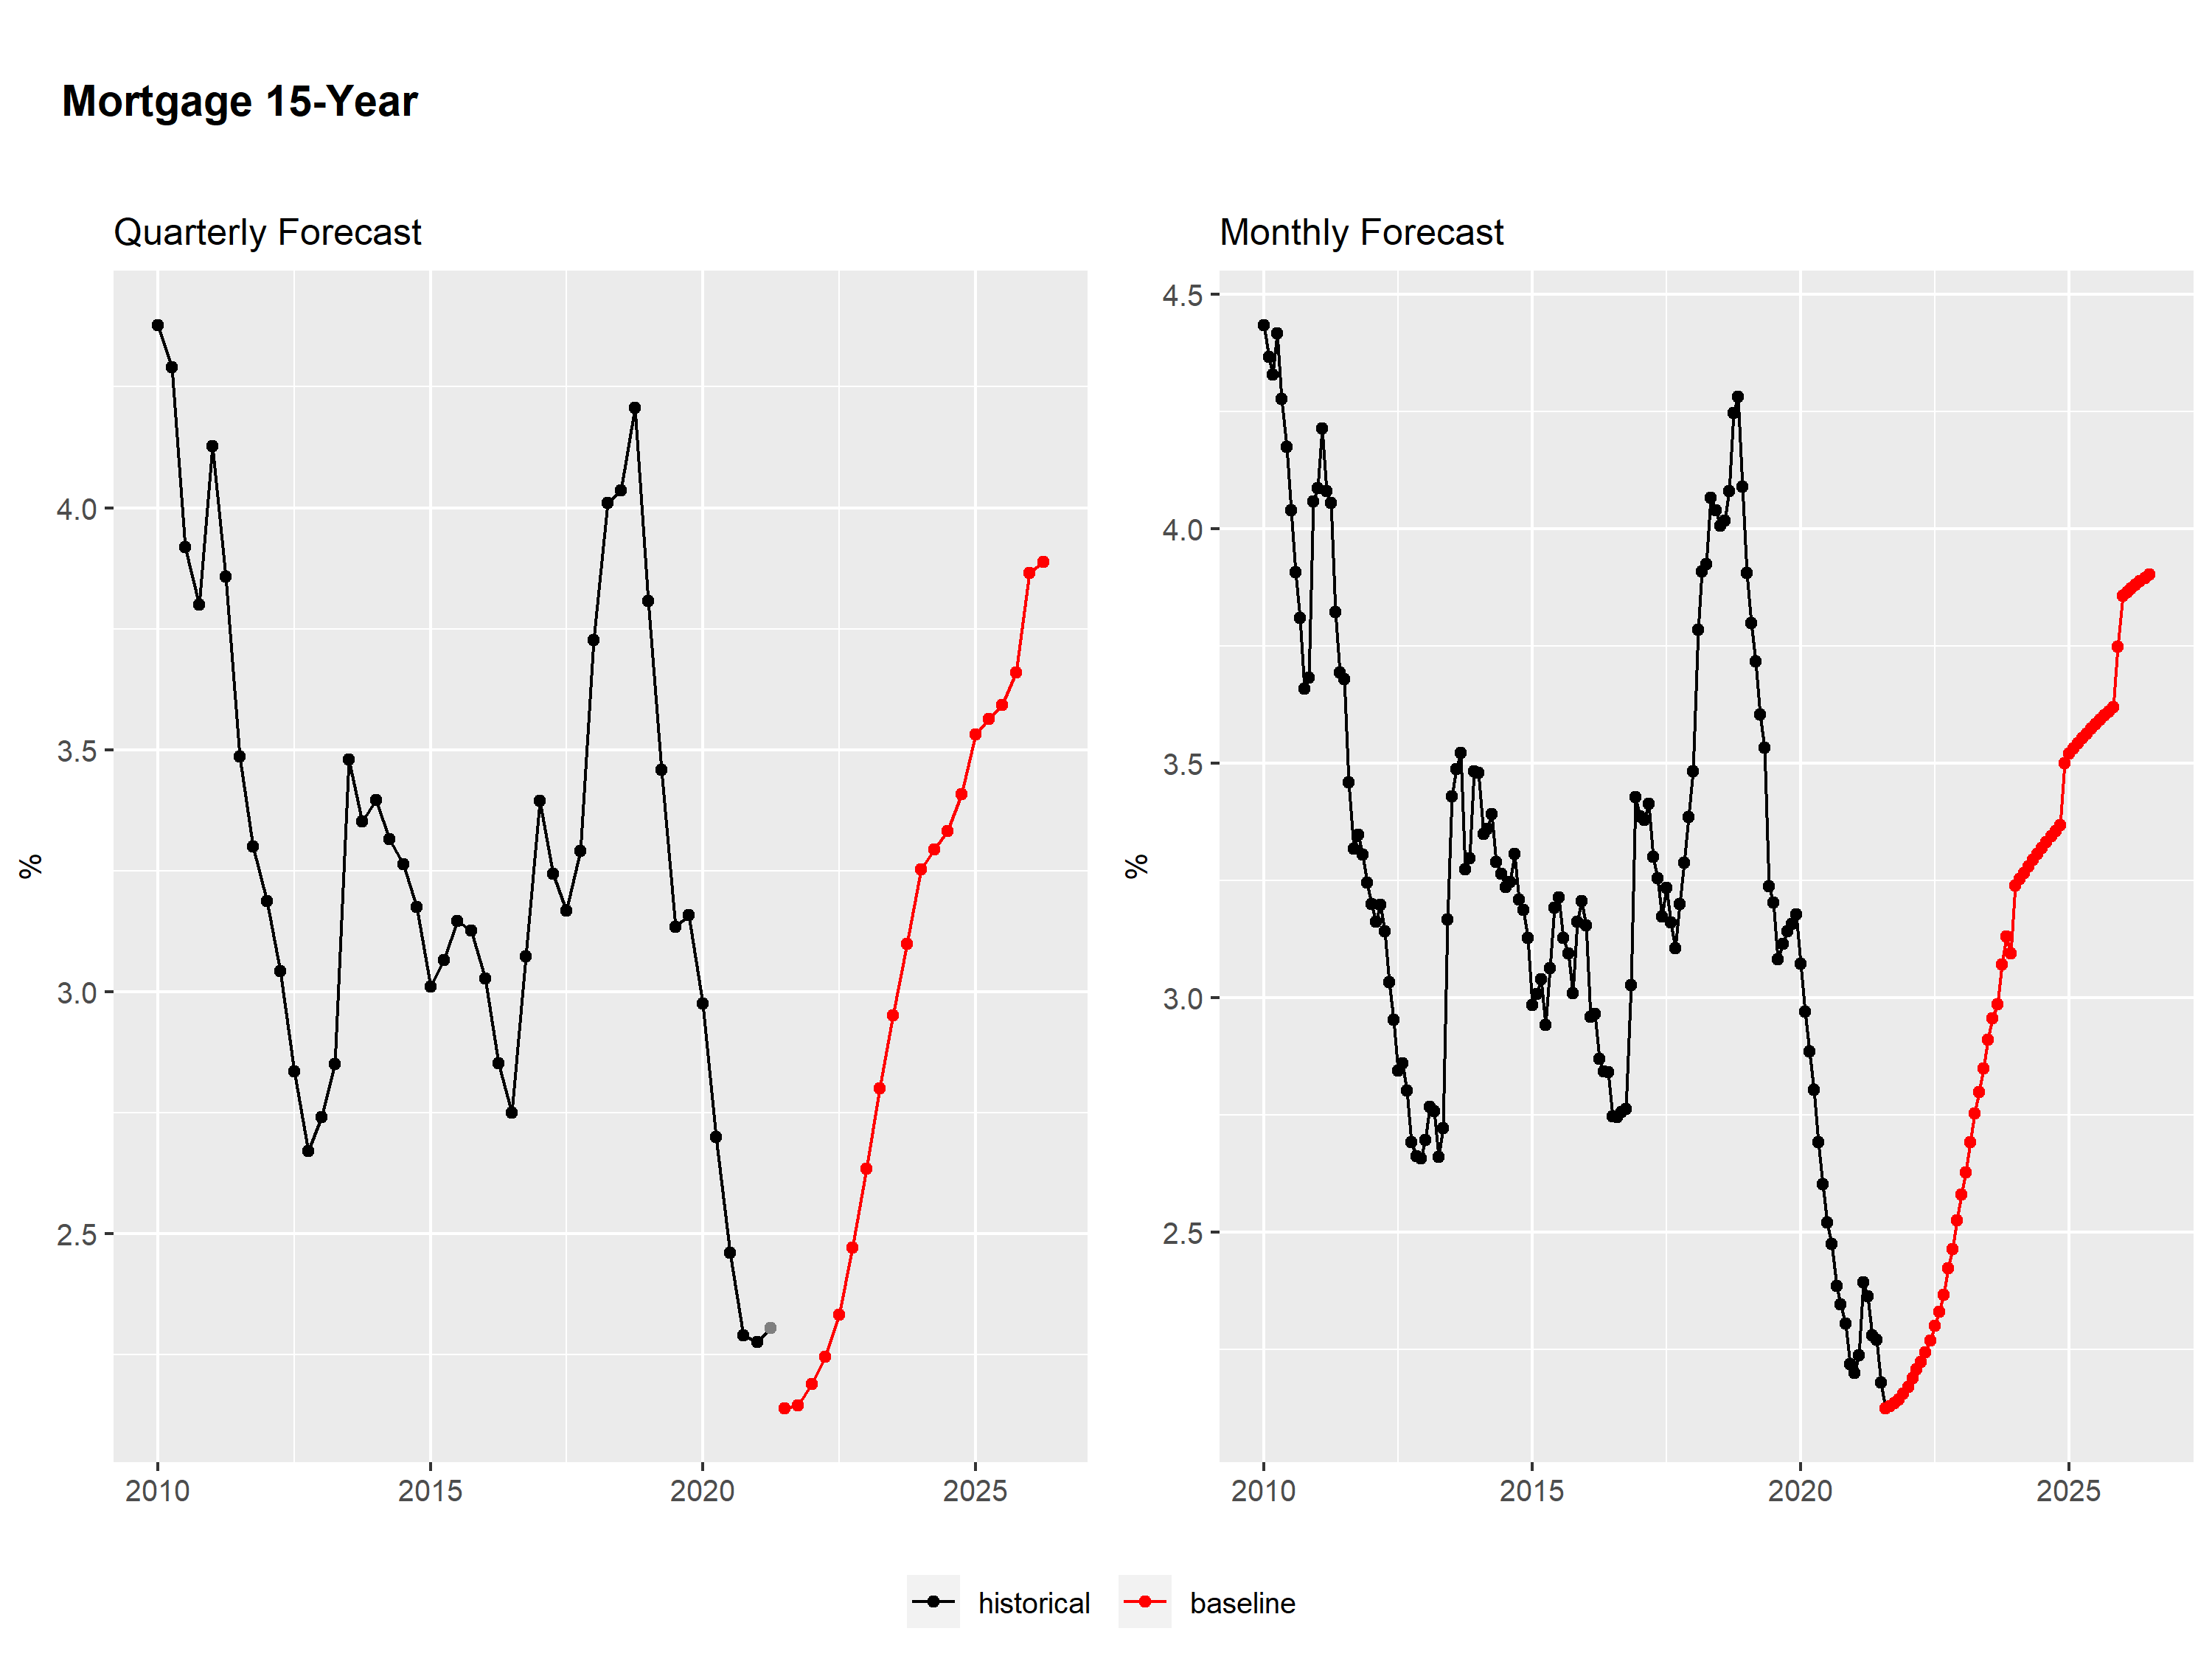 Mortgage 15-Year
Quarterly Forecast
%
4.0
3.5
3.0
2.5
2010 2015 2020 2025
Monthly Forecast
%
4.5
4.0
3.5
3.0
2.5
2010 2015 2020 2025
historical baseline